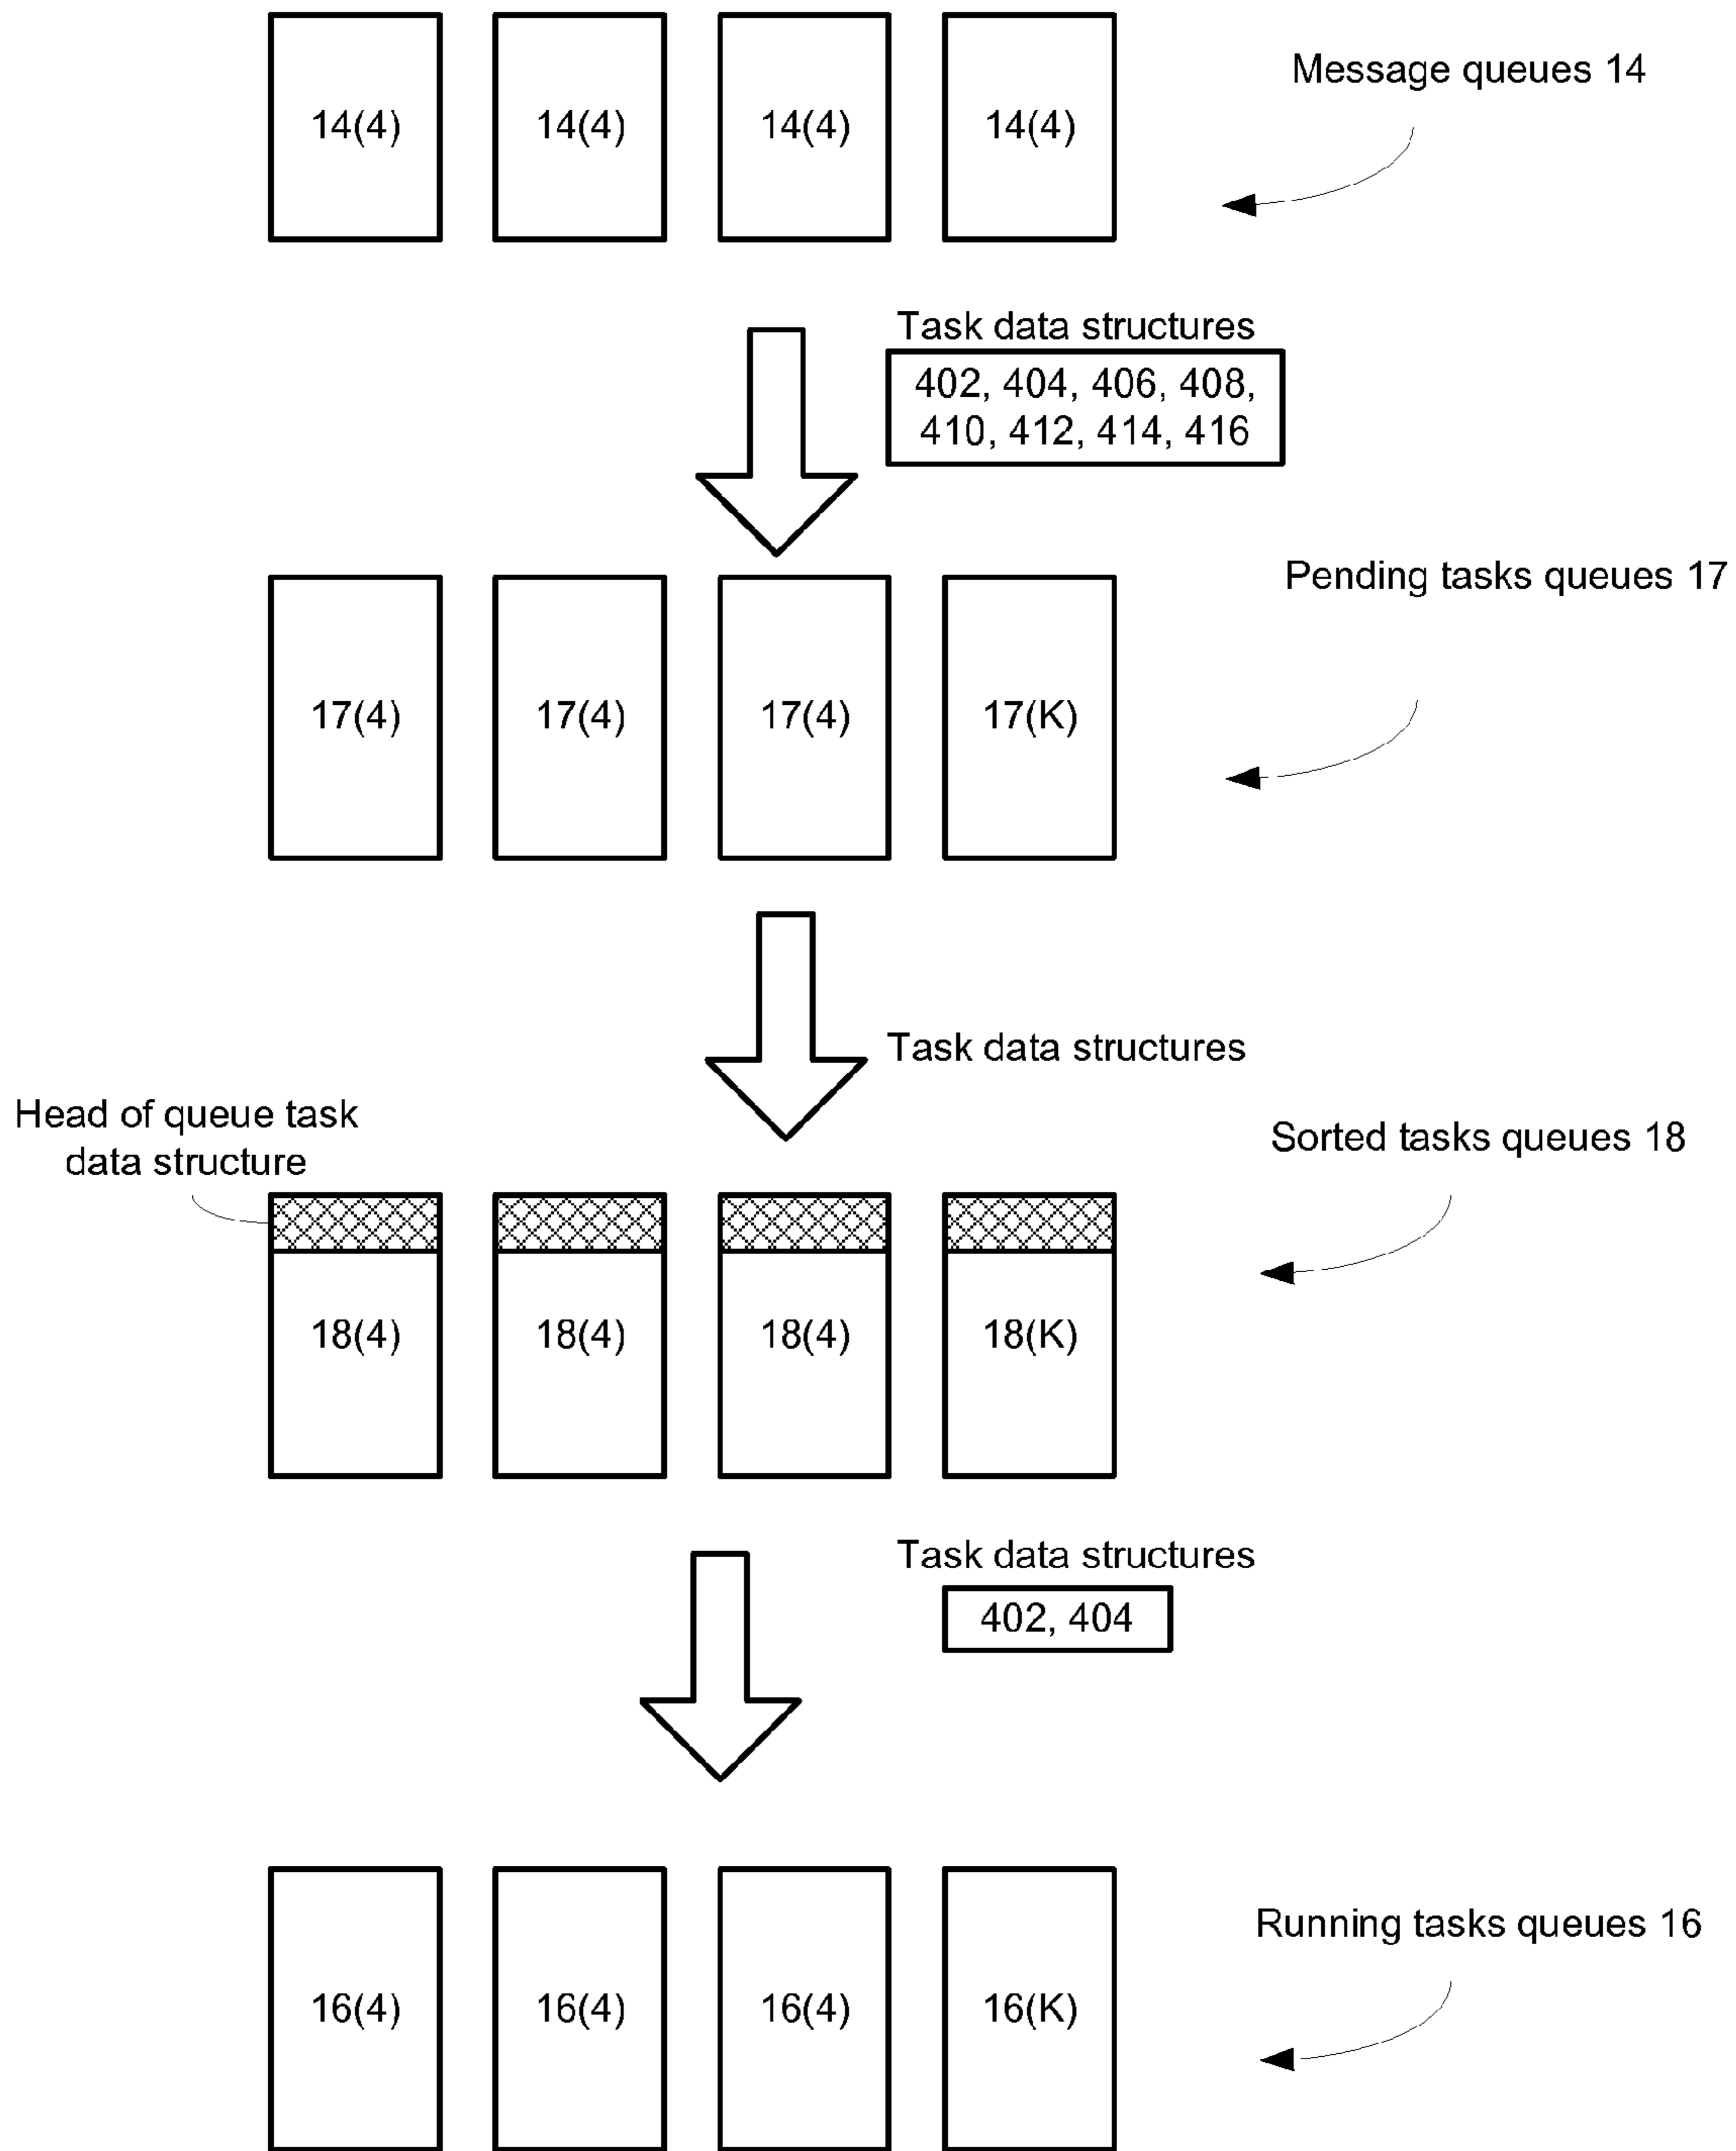 14(4) 14(4) 14(4) 14(4)
Message queues 14
Task data structures
402, 404, 406, 408,
410, 412, 414, 416
Pending tasks queues 17
17(4) 17(4) 17(4) 17(K)
Task data structures
Head of queue task
data structure
Sorted tasks queues 18
18(4) 18(4) 18(4) 18(K)
Task data structures
402, 404
Running tasks queues 16
16(4) 16(4) 16(4) 16(K)